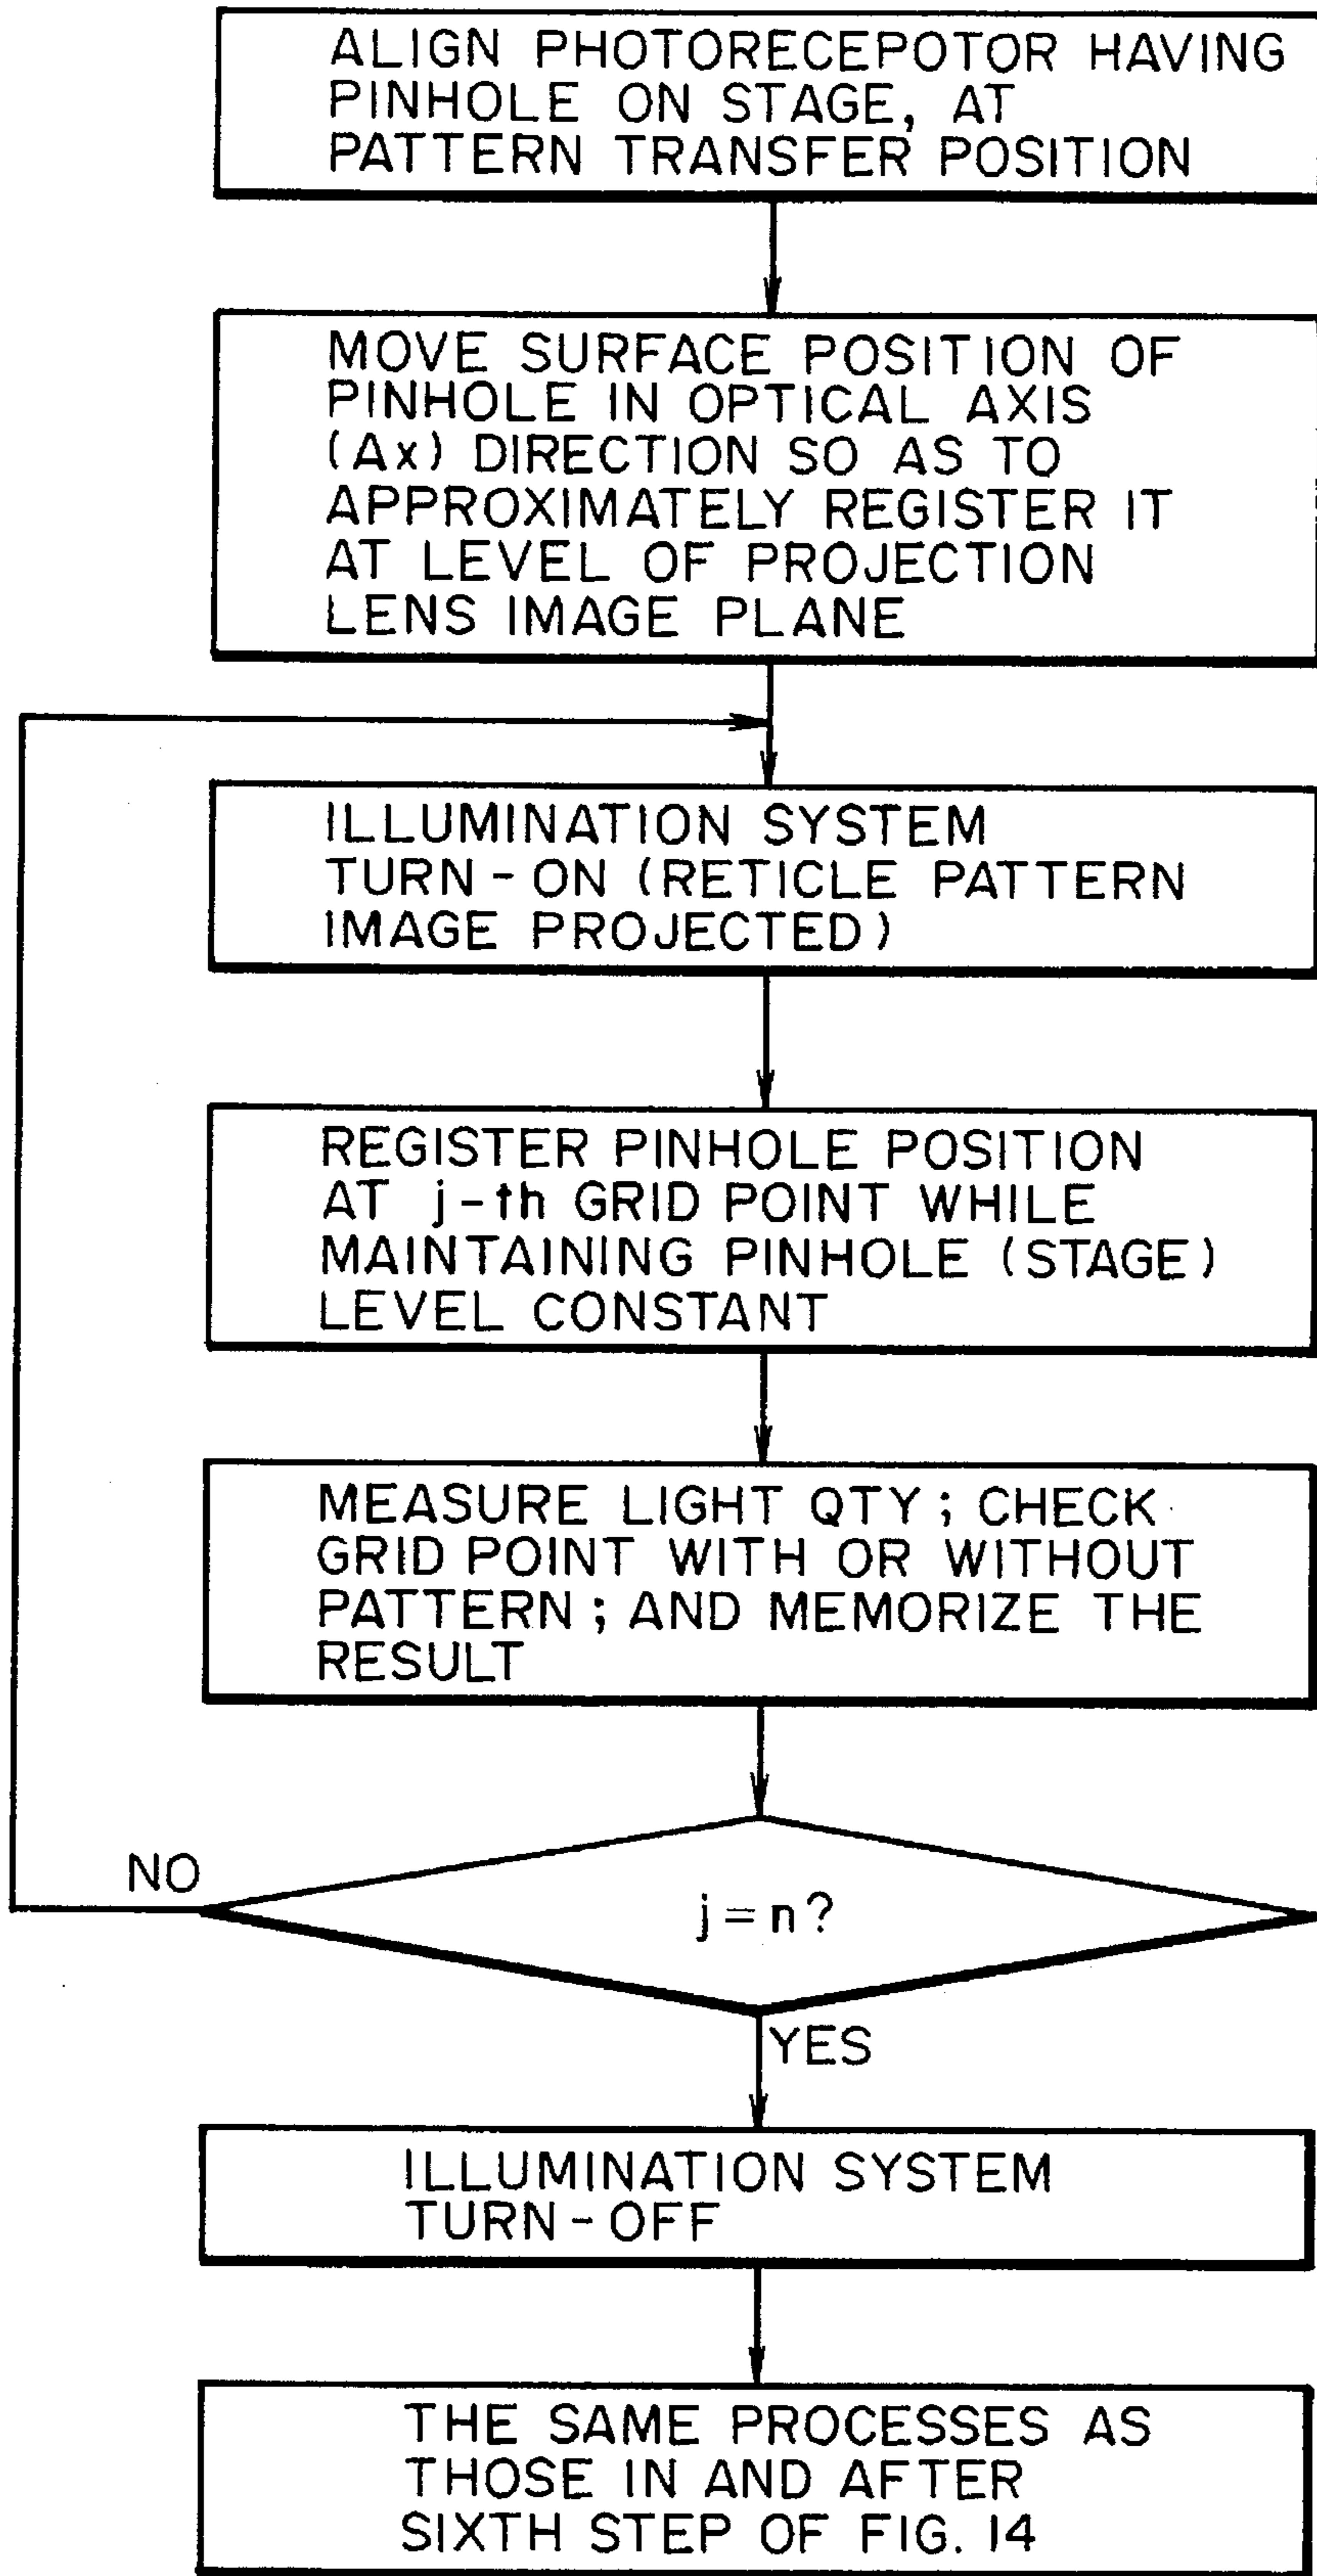 ALIGN PHOTORECEPOTOR HAVING
PINHOLE ON STAGE, AT
PATTERN TRANSFER POSITION
MOVE SURFACE POSITION OF
PINHOLE IN OPTICAL AXIS
(Ax) DIRECTION SO AS TO
APPROXIMATELY REGISTER IT
AT LEVEL OF PROJECTION
LENS IMAGE PLANE
ILLUMINATION SYSTEM
TURN-ON (RETICLE PATTERN
IMAGE PROJECTED)
REGISTER PINHOLE POSITION
AT j-th GRID POINT WHILE
MAINTAINING PINHOLE (STAGE)
LEVEL CONSTANT
MEASURE LIGHT QTY; CHECK
GRID POINT WITH OR WITHOUT
PATTERN; AND MEMORIZE THE
RESULT
NO
j=n?
YES
ILLUMINATION SYSTEM
TURN-OFF
THE SAME PROCESSES AS
THOSE IN AND AFTER
SIXTH STEP OF FIG. 14